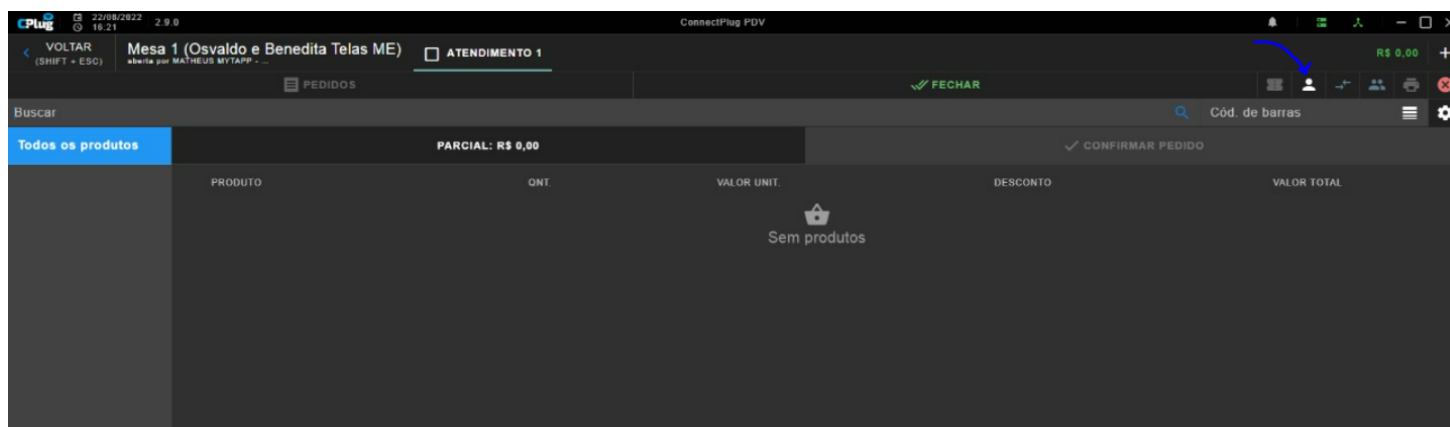 CPlug 22/08/2022 16:21 2.9.0 ConnectPlug PDV
VOLTAR
(SHIFT + ESC)
Mesa 1 (Osvaldo e Benedita Telas ME)
aberta por MATHEUS MYTAPP - ...
ATENDIMENTO 1
R$ 0,00
PEDIDOS FECHAR
Buscar Cód. de barras
Todos os produtos PARCIAL: R$ 0,00 CONFIRMAR PEDIDO
PRODUTO QNT. VALOR UNIT. DESCONTO VALOR TOTAL
Sem produtos